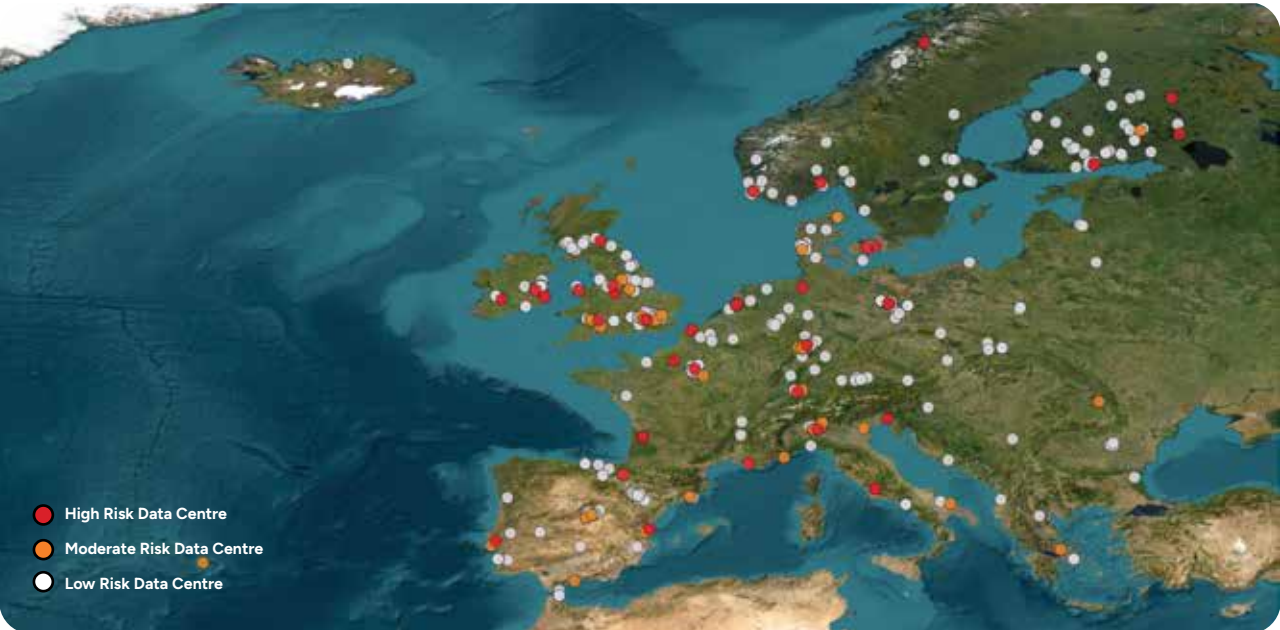 High Risk Data Centre
Moderate Risk Data Centre
Low Risk Data Centre